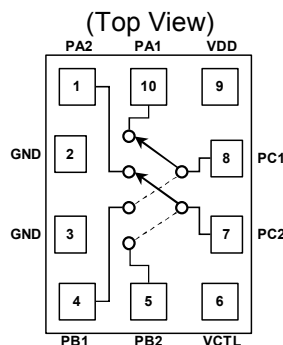 (Top View)
PA2 PA1 VDD
1 10 9
GND 2 8 PC1
GND 3 7 PC2
4 5 6
PB1 PB2 VCTL